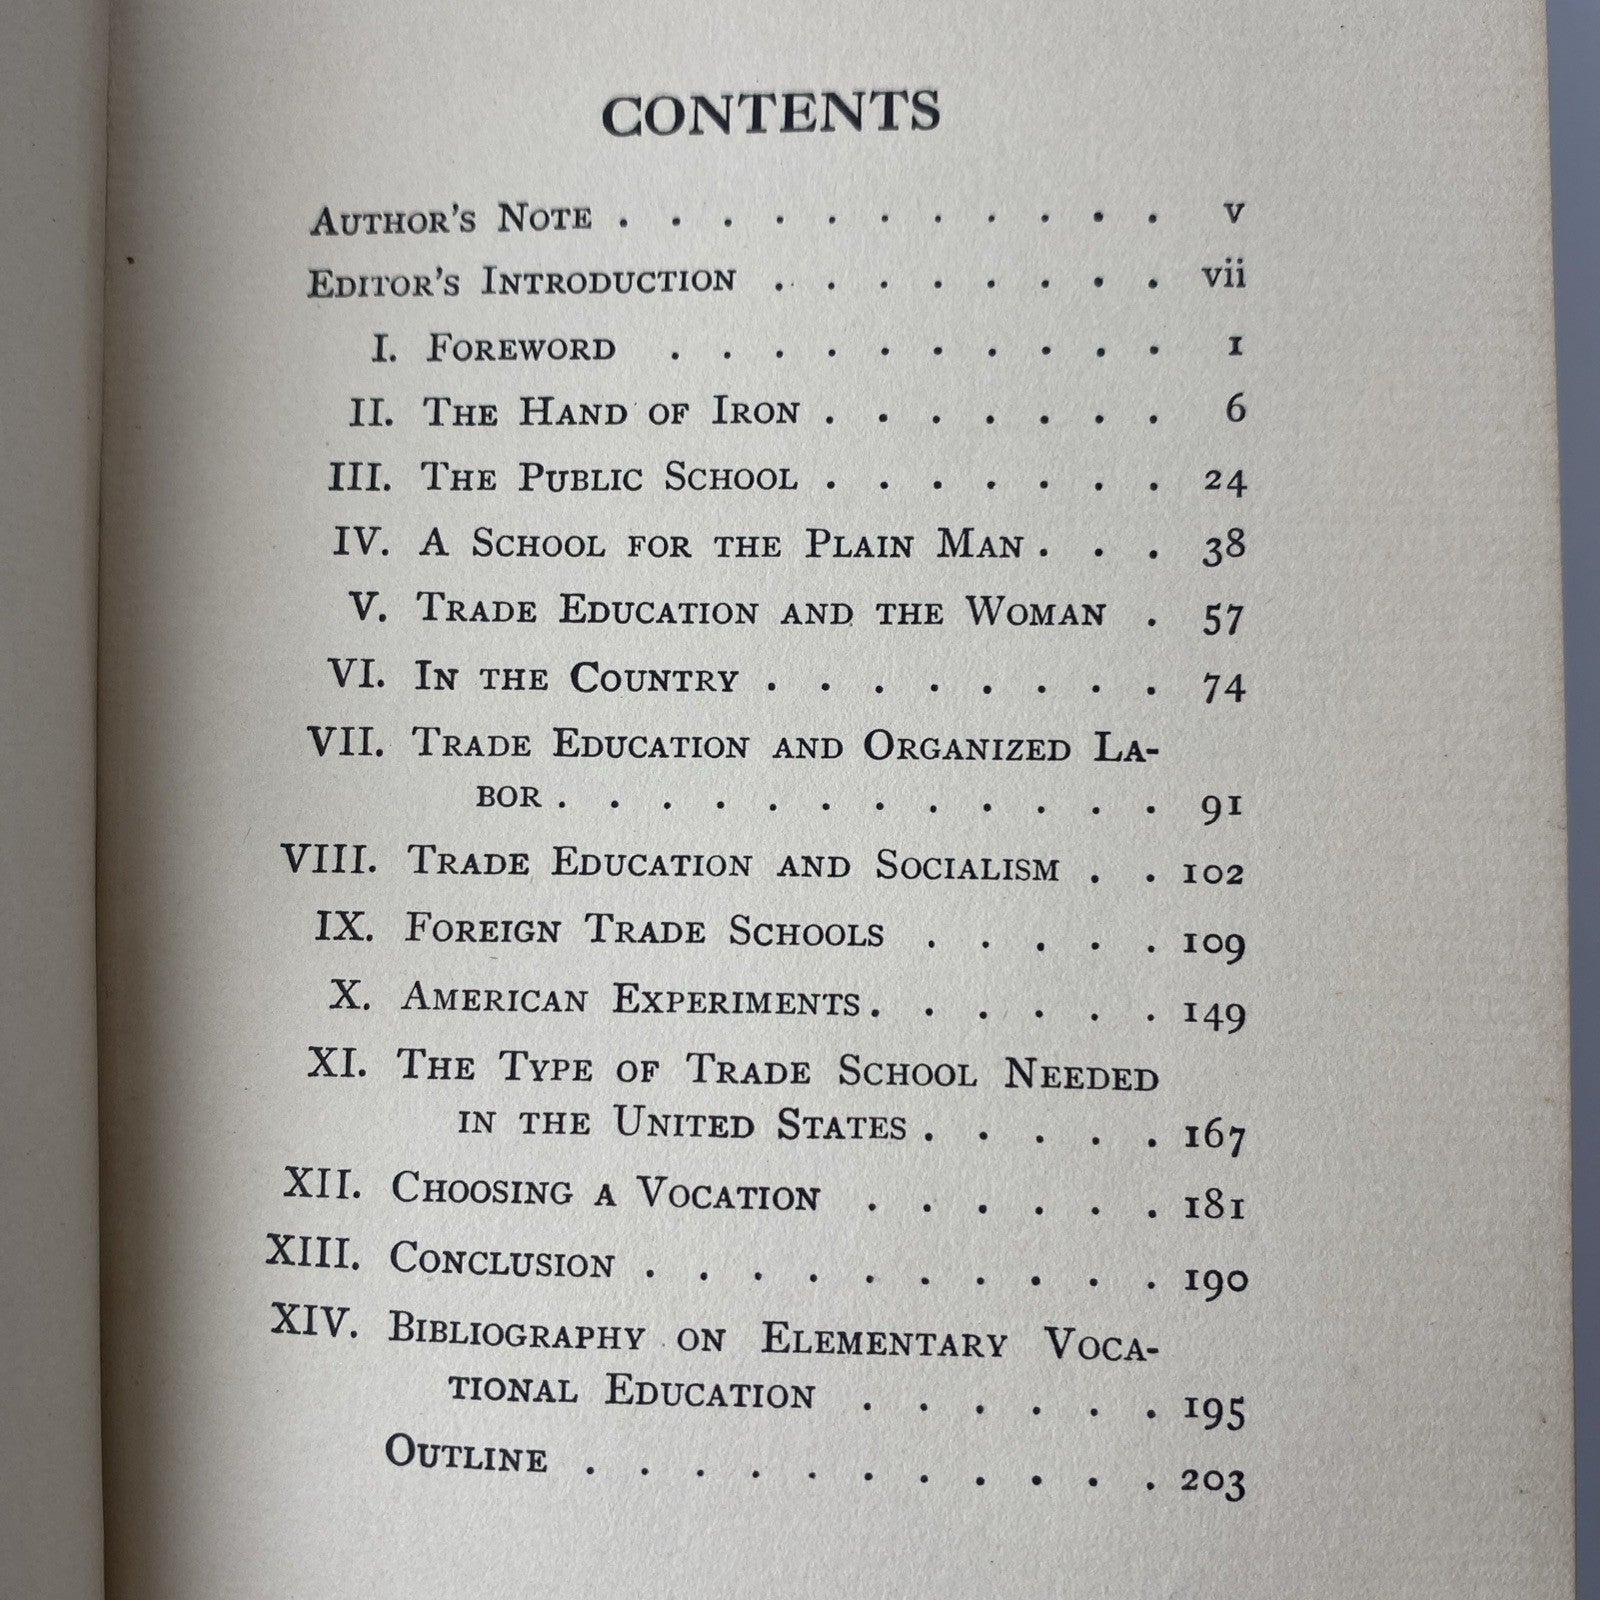 CONTENTS
AUTHOR'S NOTE . . . . . . . . . . . v
EDITOR'S INTRODUCTION . . . . . . . . vii
I. FOREWORD . . . . . . . . . . 1
II. THE HAND OF IRON . . . . . . . 6
III. THE PUBLIC SCHOOL . . . . . . . 24
IV. A SCHOOL FOR THE PLAIN MAN . . . 38
V. TRADE EDUCATION AND THE WOMAN . 57
VI. IN THE COUNTRY . . . . . . . . 74
VII. TRADE EDUCATION AND ORGANIZED LA-
BOR . . . . . . . . . . . . 91
VIII. TRADE EDUCATION AND SOCIALISM . . 102
IX. FOREIGN TRADE SCHOOLS . . . . . 109
X. AMERICAN EXPERIMENTS . . . . . . 149
XI. THE TYPE OF TRADE SCHOOL NEEDED
IN THE UNITED STATES . . . . . 167
XII. CHOOSING A VOCATION . . . . . . 181
XIII. CONCLUSION . . . . . . . . . . 190
XIV. BIBLIOGRAPHY ON ELEMENTARY VOCA-
TIONAL EDUCATION . . . . . . 195
OUTLINE . . . . . . . . . . . 203